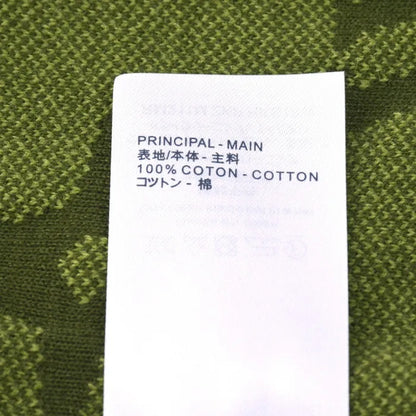 PRINCIPAL - MAIN
表地/本体 - 主料
100% COTON - COTTON
コットン - 棉